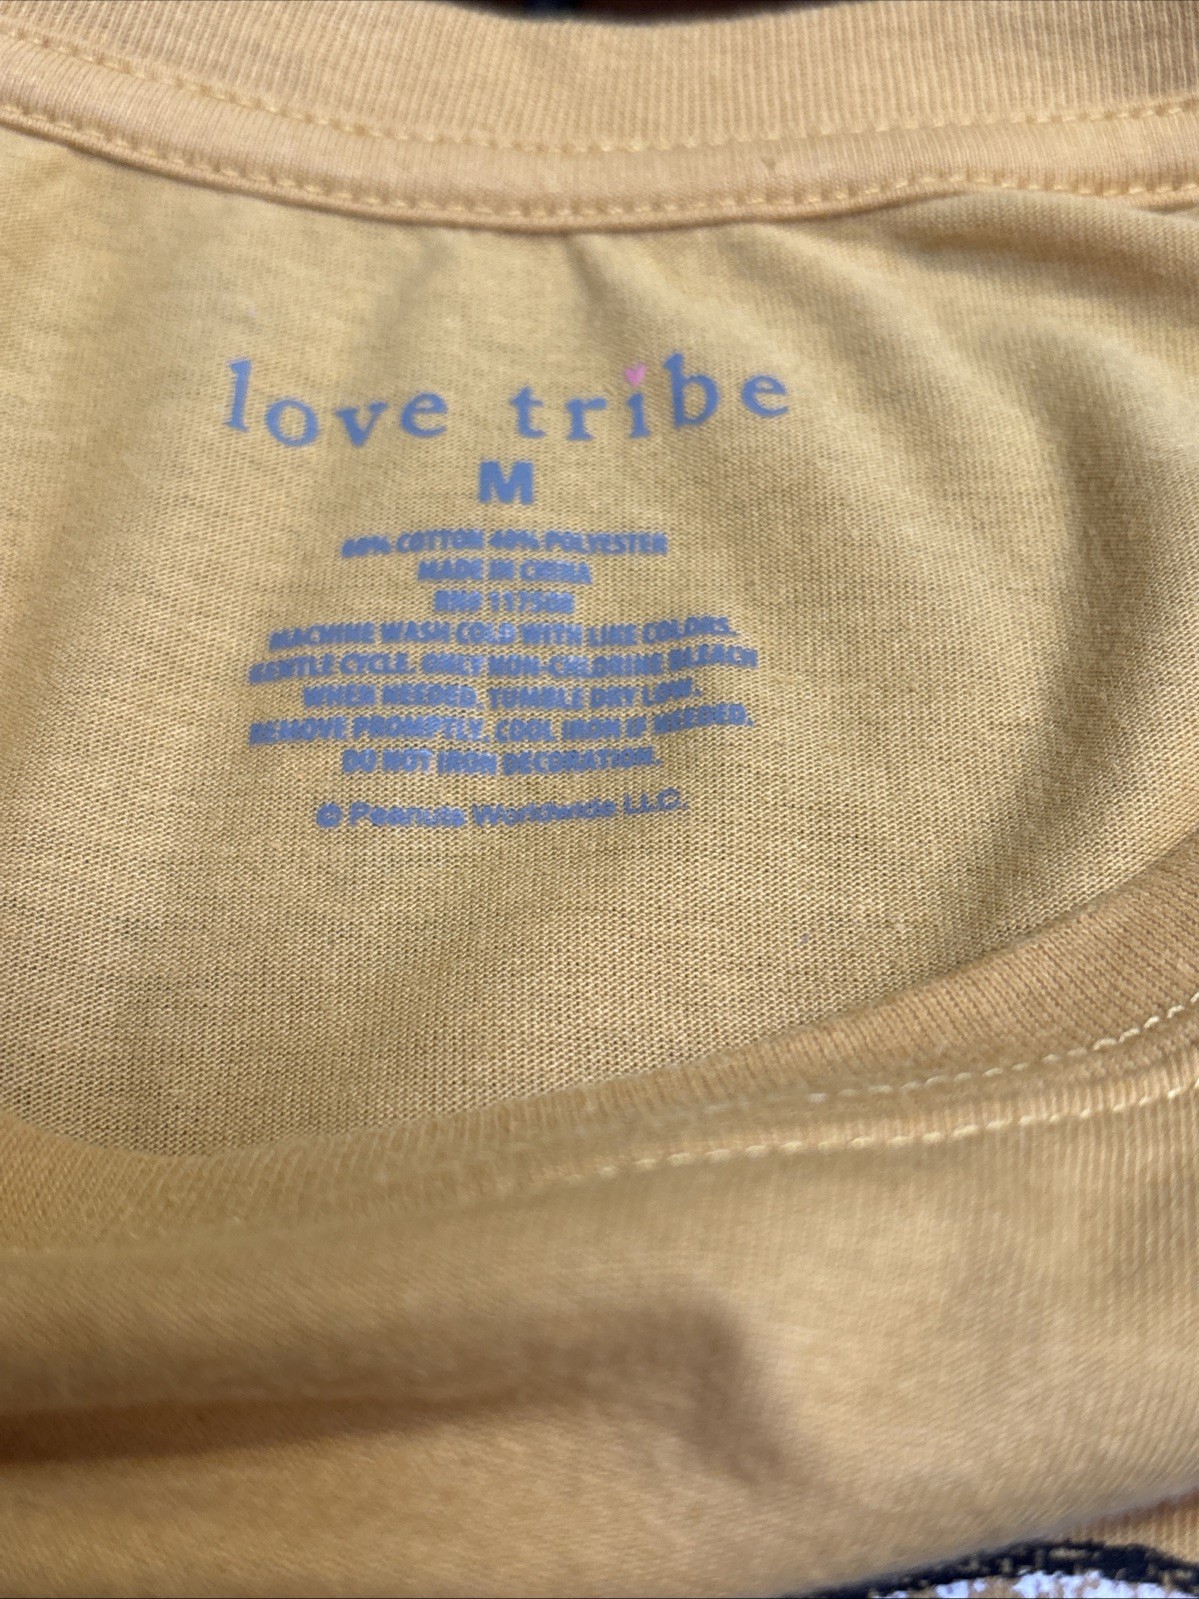 love tribe
M
60% COTTON 40% POLYESTER
MADE IN CHINA
RN# 117508
MACHINE WASH COLD WITH LIKE COLORS.
GENTLE CYCLE. ONLY NON-CHLORINE BLEACH
WHEN NEEDED. TUMBLE DRY LOW.
REMOVE PROMPTLY. COOL IRON IF NEEDED.
DO NOT IRON DECORATION.
© Peanuts Worldwide LLC.